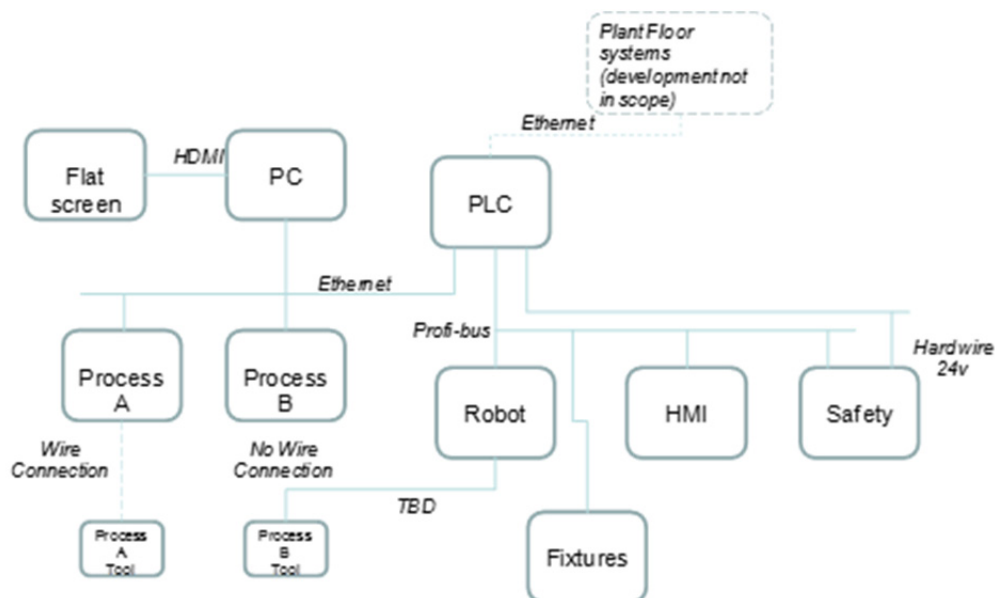 Plant Floor
systems
(development not
in scope)
Ethernet
Flat
screen
HDMI
PC
PLC
Ethernet
Profi-bus
Hardwire
24v
Process
A
Process
B
Robot
HMI
Safety
Wire
Connection
No Wire
Connection
TBD
Process
A
Tool
Process
B
Tool
Fixtures